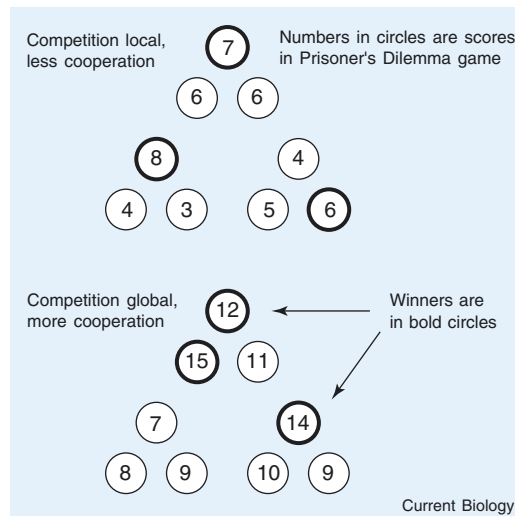 Competition local,
less cooperation
Numbers in circles are scores
in Prisoner's Dilemma game
7
6 6
8 4
4 3 5 6
Competition global,
more cooperation
Winners are
in bold circles
12
15 11
7 14
8 9 10 9
Current Biology